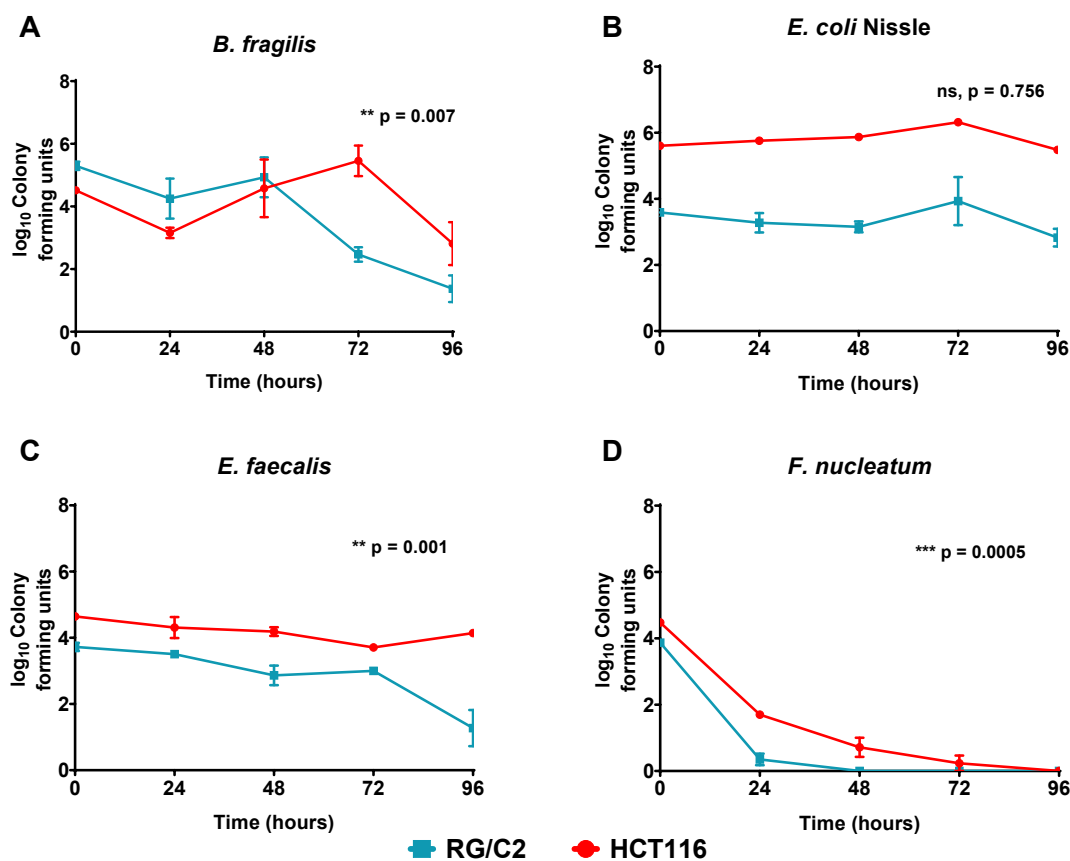 A
B. fragilis
8
6
4
2
0
0 24 48 72 96
log10 Colony
forming units
Time (hours)
** p = 0.007
B
E. coli Nissle
8
6
4
2
0
0 24 48 72 96
log10 Colony
forming units
Time (hours)
ns, p = 0.756
C
E. faecalis
8
6
4
2
0
0 24 48 72 96
log10 Colony
forming units
Time (hours)
** p = 0.001
D
F. nucleatum
8
6
4
2
0
0 24 48 72 96
log10 Colony
forming units
Time (hours)
*** p = 0.0005
RG/C2 HCT116